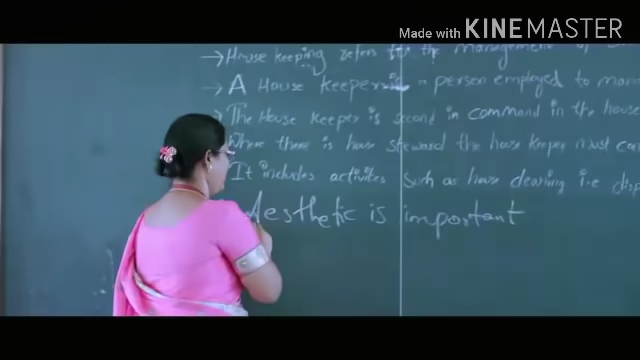 Made with KINEMASTER
→ House keeping refers for the management of
→ A House keeper is a person employed to
→ The House keeper is second in command in the house
Where there is house steward the house keeper must
It includes activities such as house cleaning i.e
Aesthetic is important